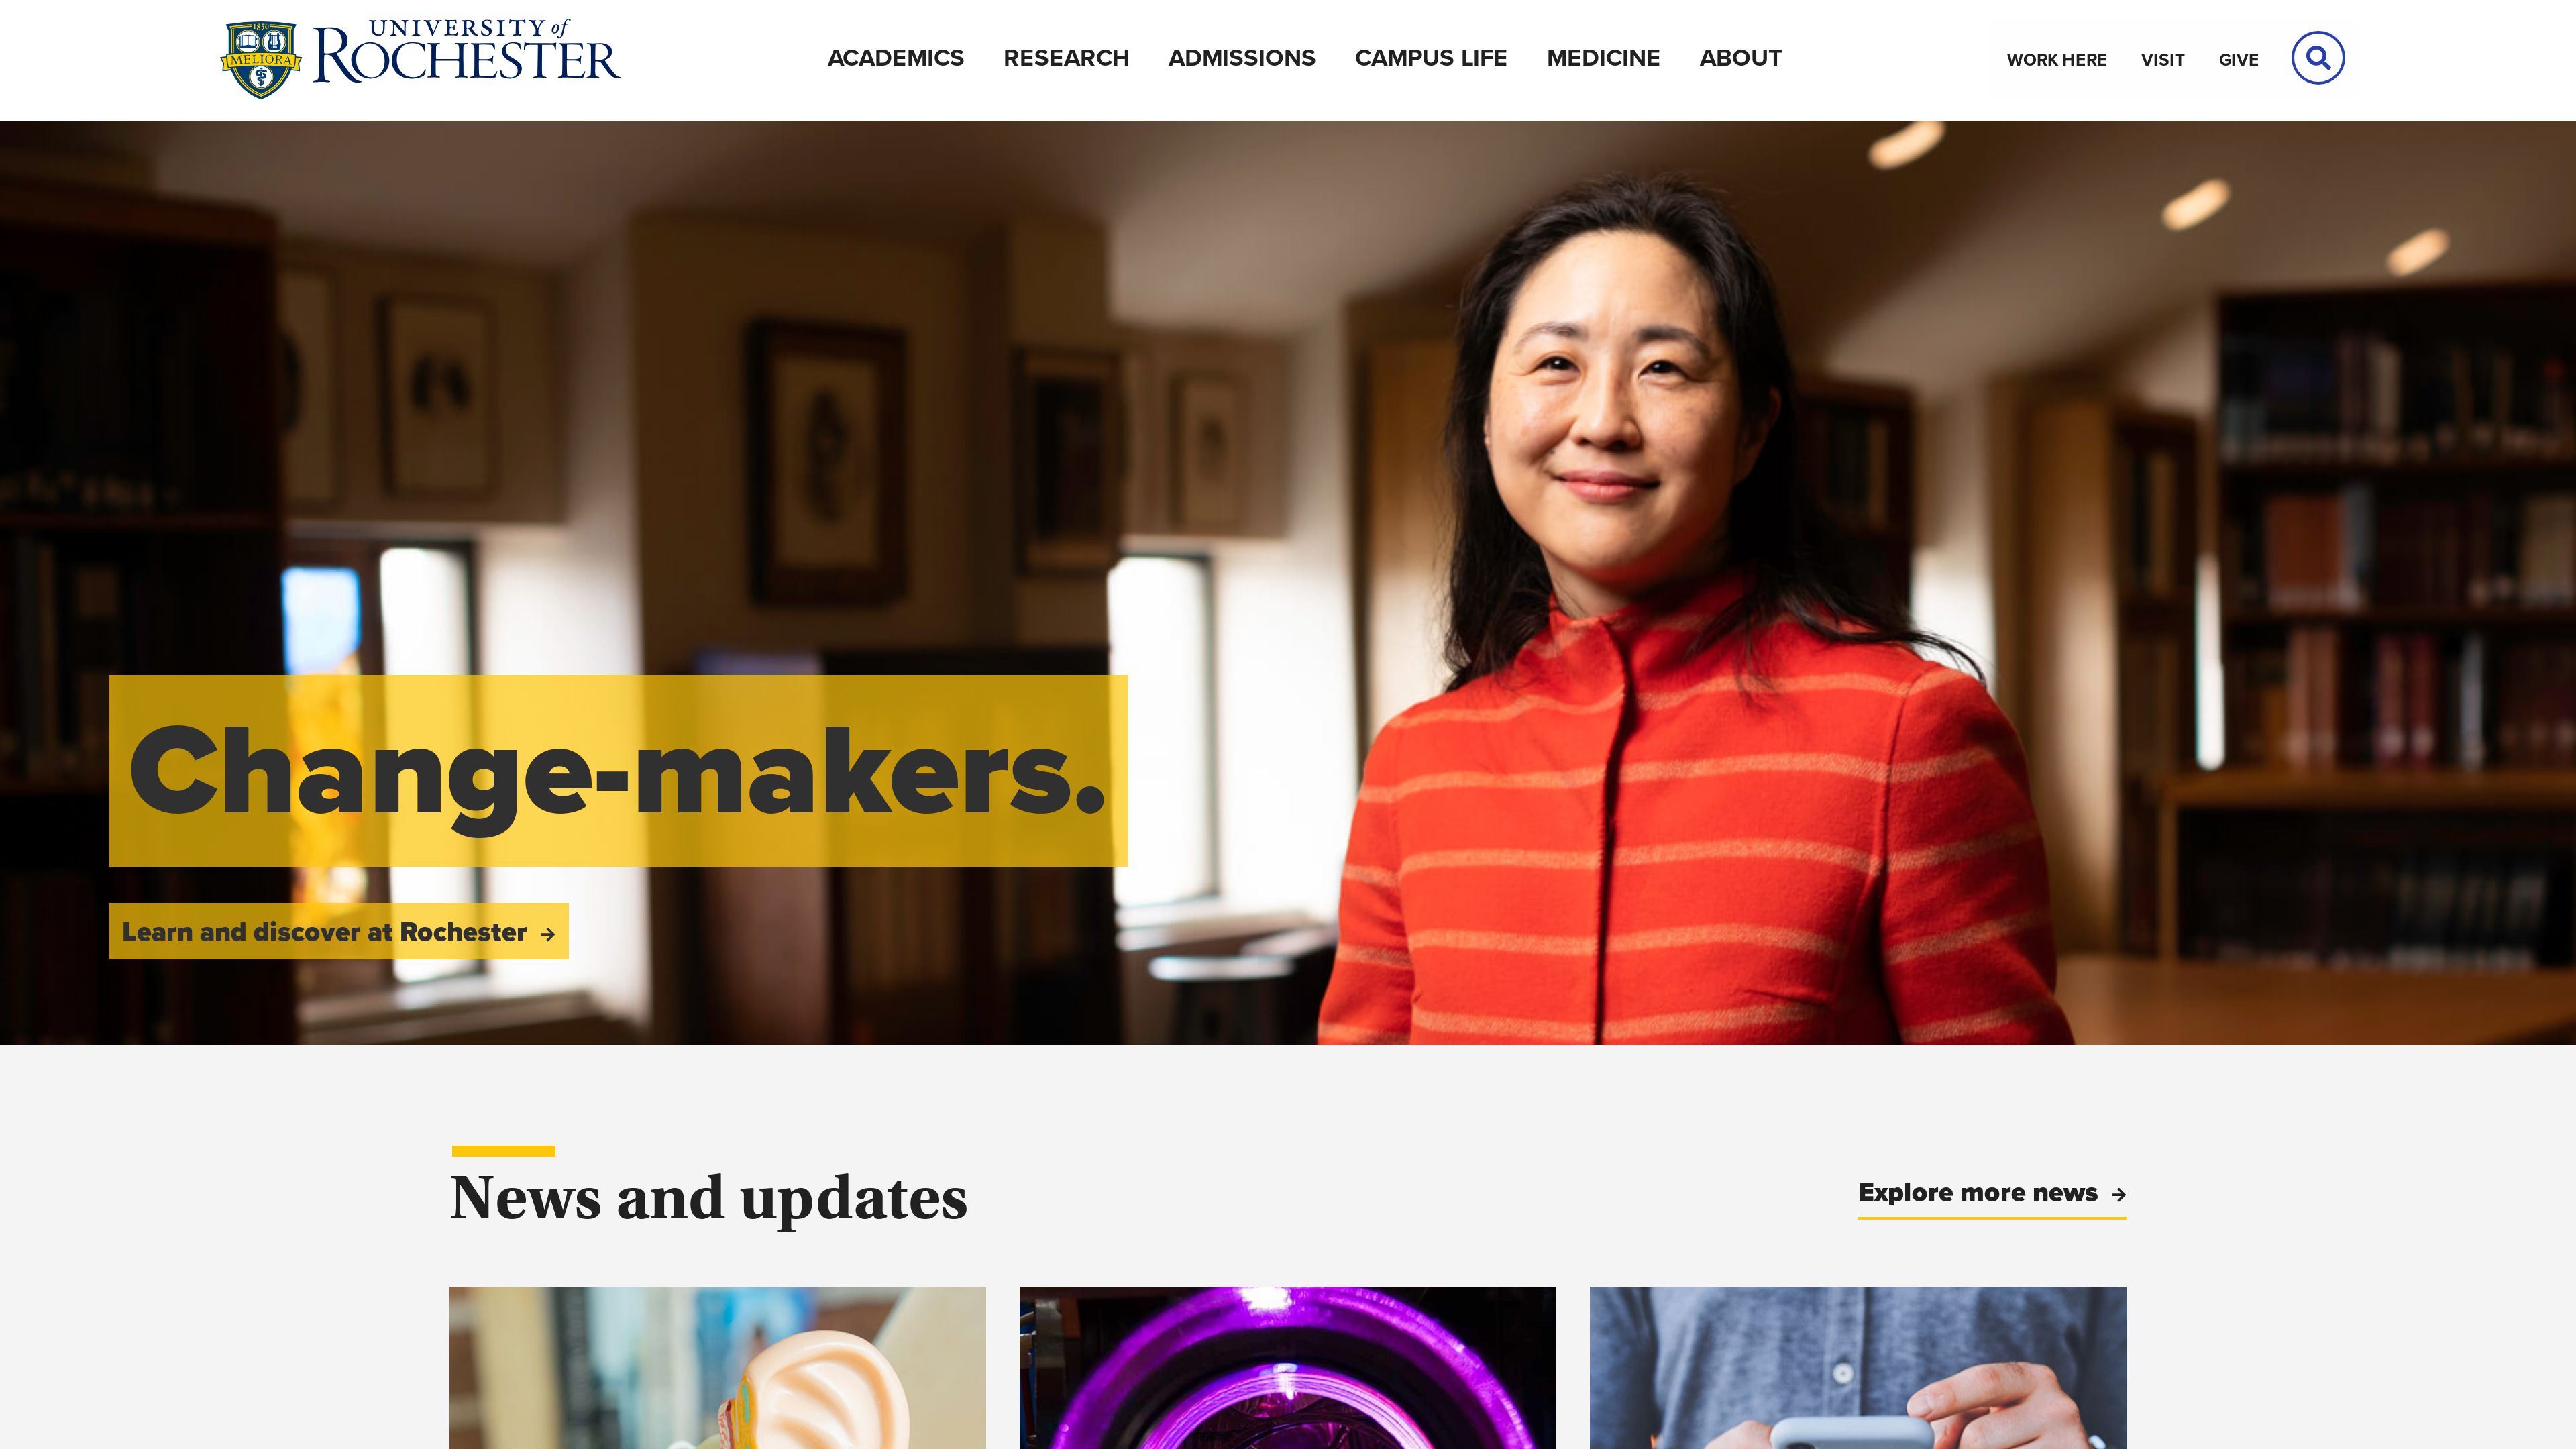 1850
MELIORA
UNIVERSITY of
ROCHESTER
ACADEMICS
RESEARCH
ADMISSIONS
CAMPUS LIFE
MEDICINE
ABOUT
WORK HERE
VISIT
GIVE
Change-makers.
Learn and discover at Rochester →
News and updates
Explore more news →